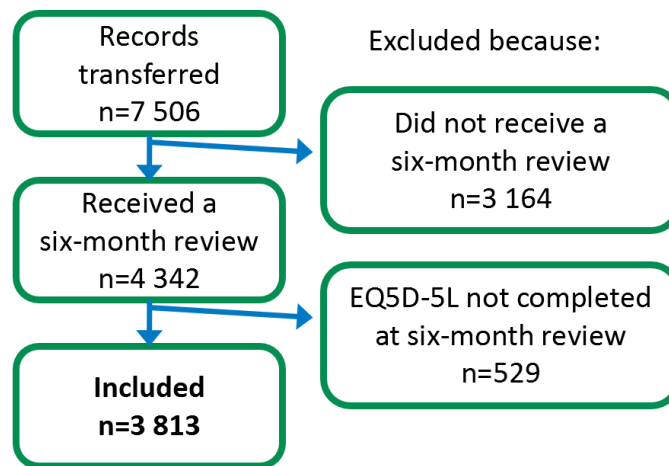 Records
transferred
n=7 506
Excluded because:
Did not receive a
six-month review
n=3 164
Received a
six-month review
n=4 342
EQ5D-5L not completed
at six-month review
n=529
Included
n=3 813